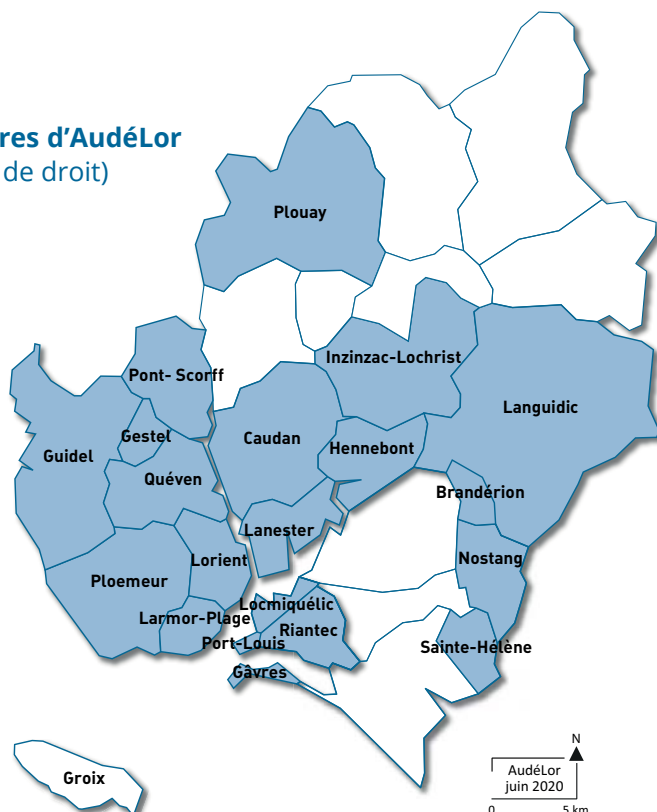 res d'AudéLor
de droit)
Plouay
Inzinzac-Lochrist
Pont- Scorff
Languidic
Gestel
Caudan
Guidel
Hennebont
Quéven
Brandérion
Lanester
Nostang
Lorient
Ploemeur
Locmiquélic
Larmor-Plage
Riantec
Port-Louis
Sainte-Hélène
Gâvres
Groix
N
AudéLor
juin 2020
0 5 km